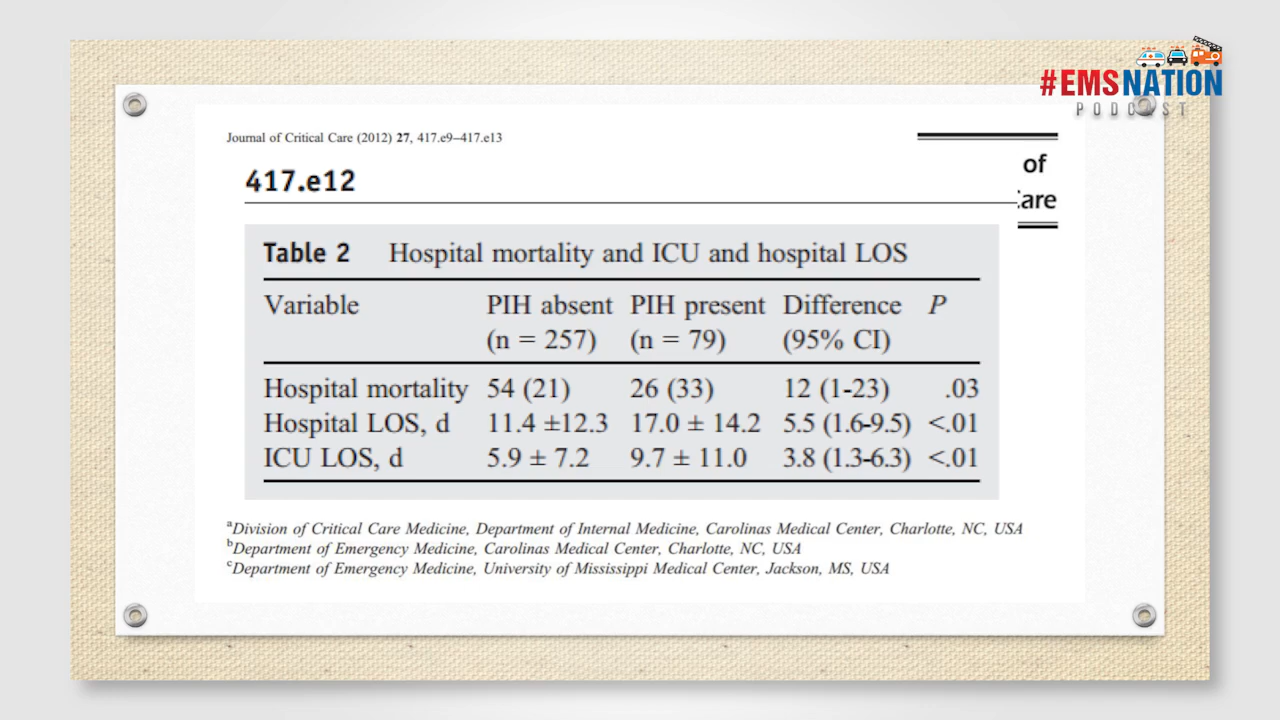 #EMSNATION
PODCAST
Journal of Critical Care (2012) 27, 417.e9–417.e13
of
417.e12
are
Table 2 Hospital mortality and ICU and hospital LOS
Variable PIH absent PIH present Difference P
(n = 257) (n = 79) (95% CI)
Hospital mortality 54 (21) 26 (33) 12 (1-23) .03
Hospital LOS, d 11.4 ±12.3 17.0 ± 14.2 5.5 (1.6-9.5) <.01
ICU LOS, d 5.9 ± 7.2 9.7 ± 11.0 3.8 (1.3-6.3) <.01
aDivision of Critical Care Medicine, Department of Internal Medicine, Carolinas Medical Center, Charlotte, NC, USA
bDepartment of Emergency Medicine, Carolinas Medical Center, Charlotte, NC, USA
cDepartment of Emergency Medicine, University of Mississippi Medical Center, Jackson, MS, USA